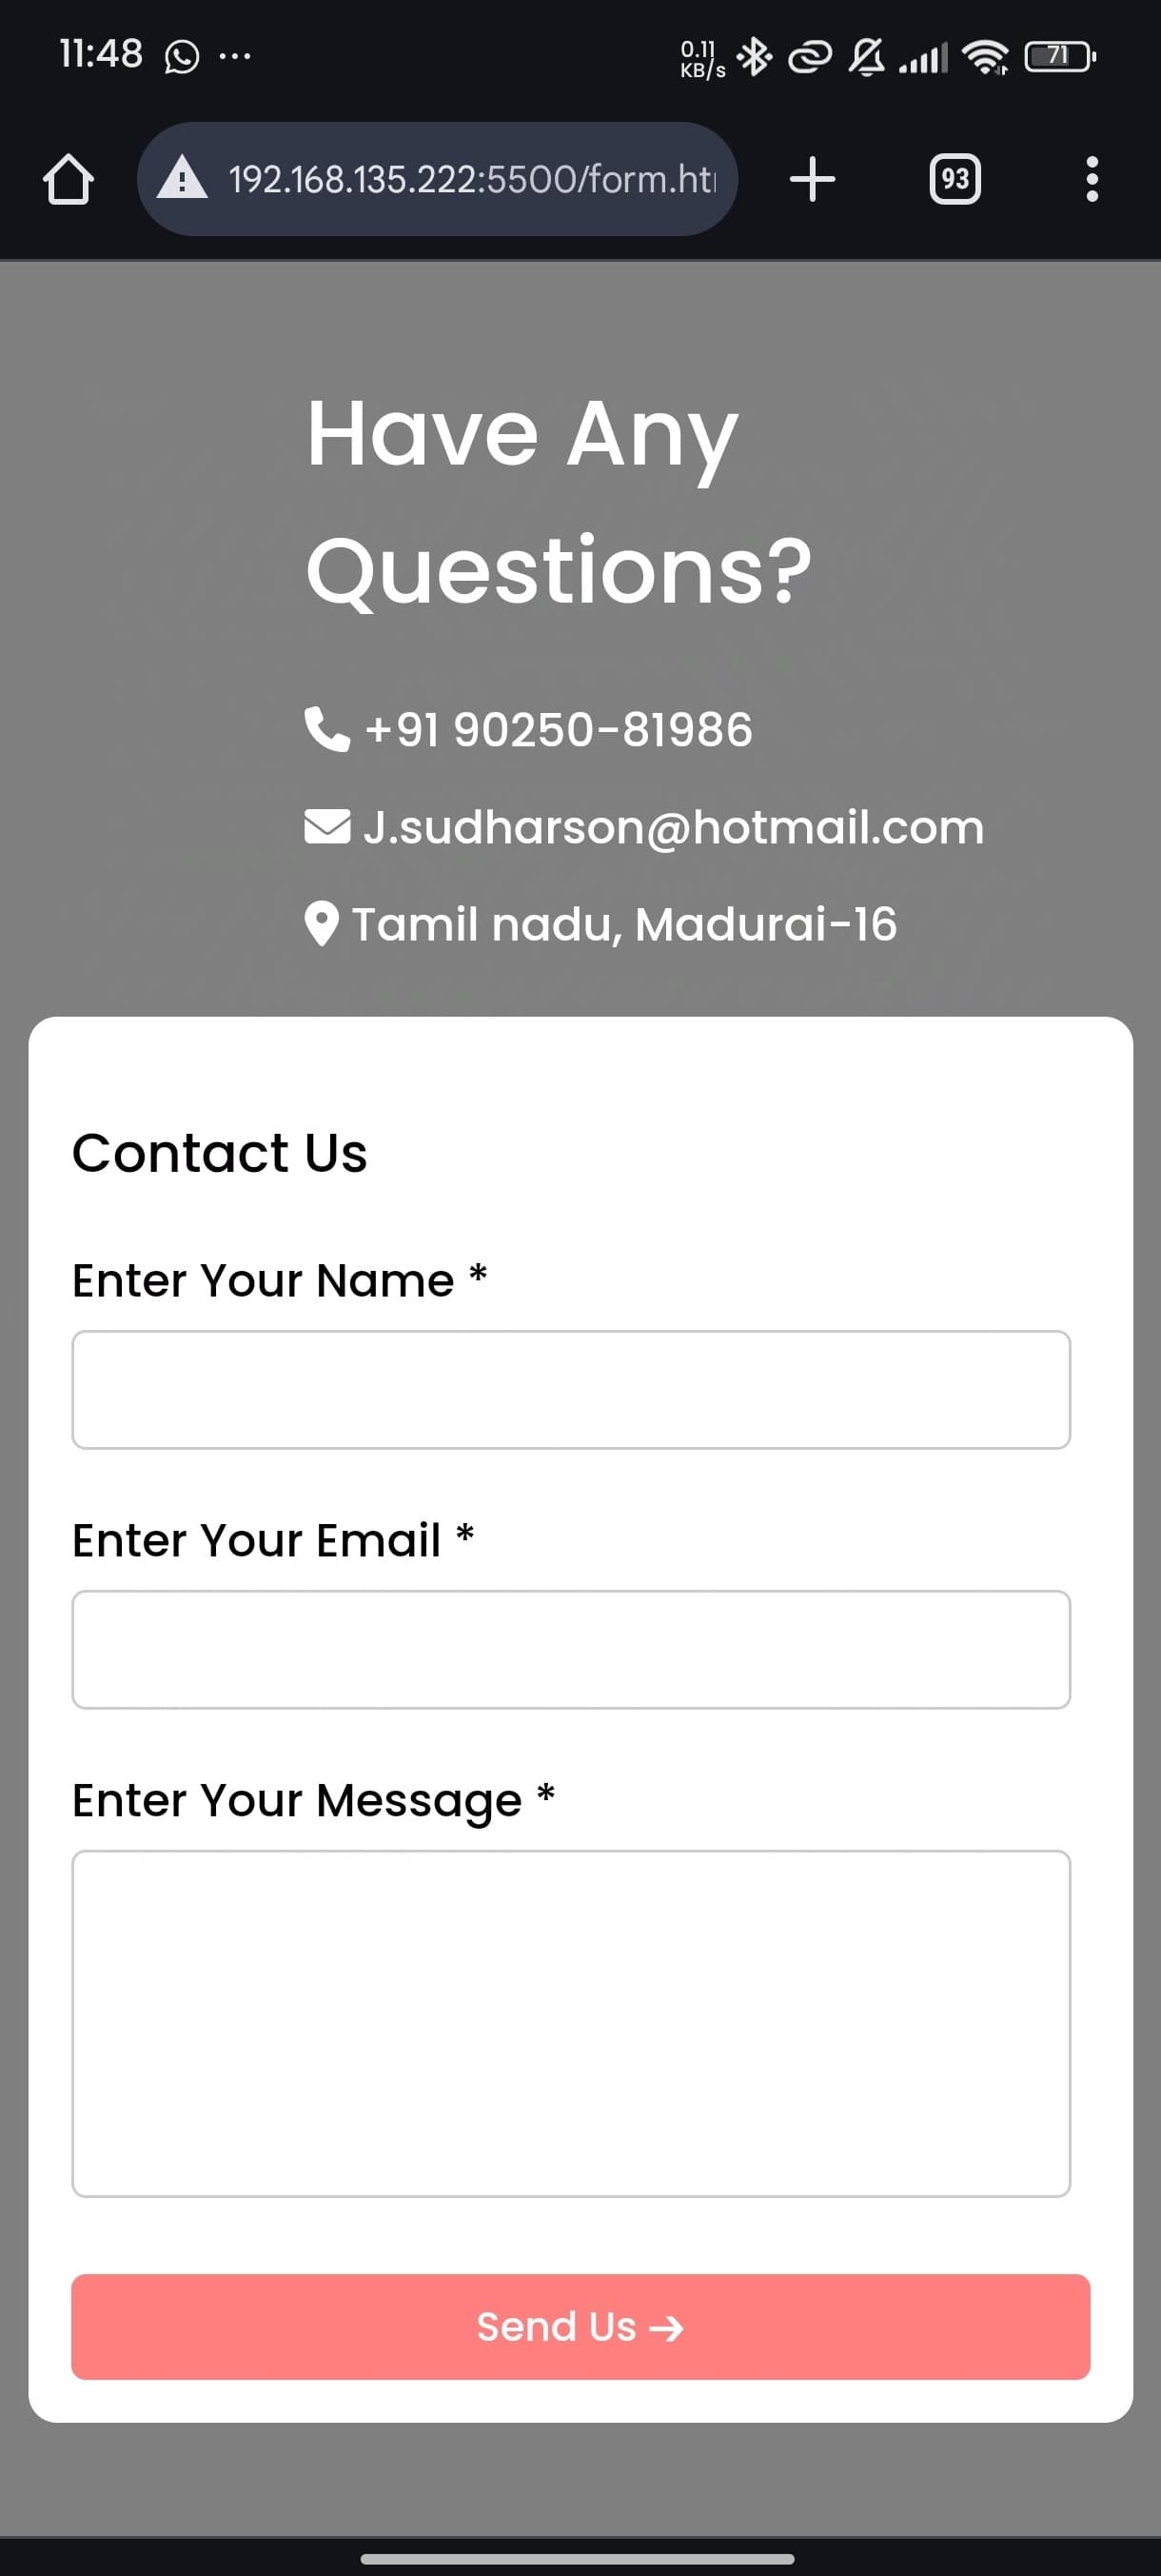 11:48 ... 0.11 KB/s 71
192.168.135.222:5500/form.ht 93
Have Any
Questions?
+91 90250-81986
J.sudharson@hotmail.com
Tamil nadu, Madurai-16
Contact Us
Enter Your Name *
Enter Your Email *
Enter Your Message *
Send Us →